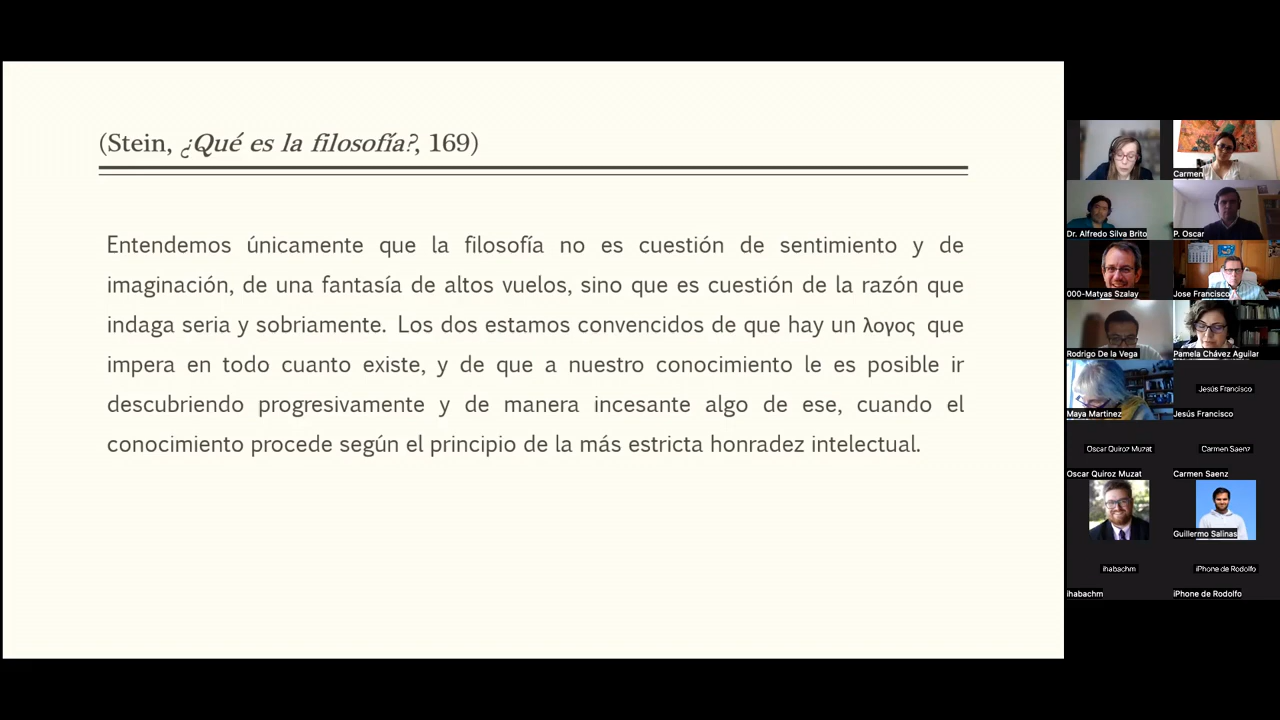 (Stein, ¿Qué es la filosofía?, 169)
Entendemos únicamente que la filosofía no es cuestión de sentimiento y de
imaginación, de una fantasía de altos vuelos, sino que es cuestión de la razón que
indaga seria y sobriamente. Los dos estamos convencidos de que hay un λογος que
impera en todo cuanto existe, y de que a nuestro conocimiento le es posible ir
descubriendo progresivamente y de manera incesante algo de ese, cuando el
conocimiento procede según el principio de la más estricta honradez intelectual.
Carmen
Dr. Alfredo Silva Brito
P. Oscar
000-Matyas Szalay
Jose Francisco
Rodrigo De la Vega
Pamela Chávez Aguilar
Maya Martinez
Jesús Francisco
Jesús Francisco
Oscar Quiroz Muzat
Carmen Saenz
Oscar Quiroz Muzat
Carmen Saenz
Guillermo Salinas
ihabachm
iPhone de Rodolfo
ihabachm
iPhone de Rodolfo